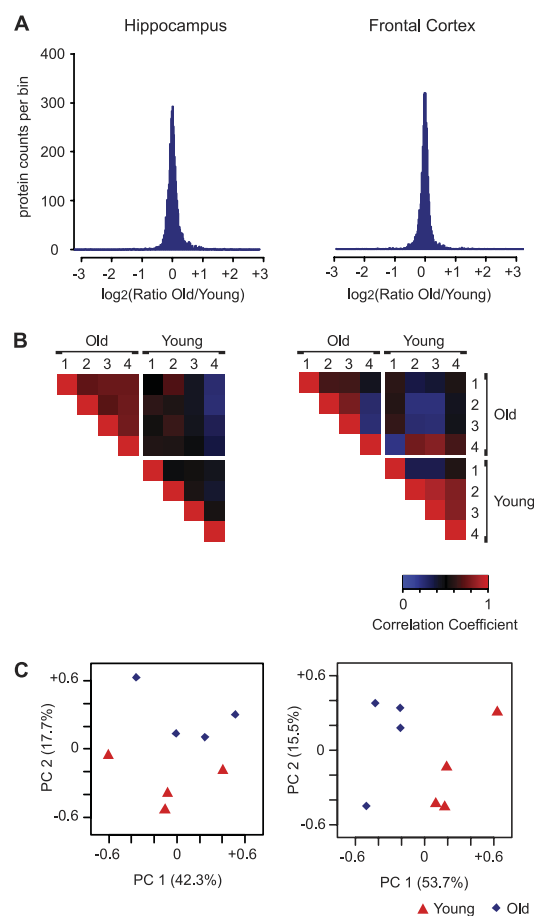 A
Hippocampus
Frontal Cortex
protein counts per bin
400
300
200
100
0
-3 -2 -1 0 +1 +2 +3
-3 -2 -1 0 +1 +2 +3
log2(Ratio Old/Young)
log2(Ratio Old/Young)
B
Old Young
Old Young
1 2 3 4 1 2 3 4
1 2 3 4 1 2 3 4
1
2
3
4
Old
1
2
3
4
Young
0 1
Correlation Coefficient
C
+0.6
0
-0.6
PC 2 (17.7%)
-0.6 0 +0.6
PC 1 (42.3%)
+0.6
0
-0.6
PC 2 (15.5%)
-0.6 0 +0.6
PC 1 (53.7%)
Young Old